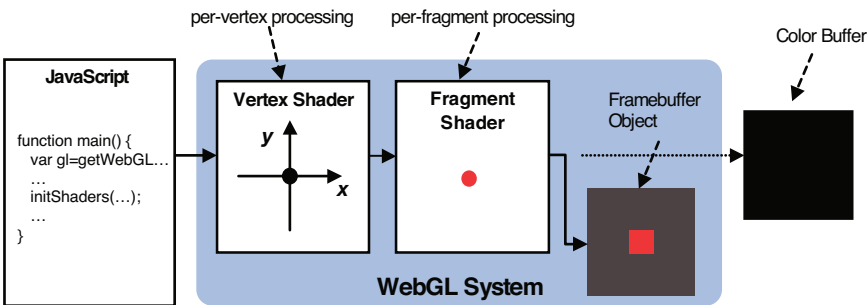 per-vertex processing
per-fragment processing
Color Buffer
JavaScript
function main() {
var gl=getWebGL…
…
initShaders(…);
…
}
Vertex Shader
y
x
Fragment
Shader
Framebuffer
Object
WebGL System